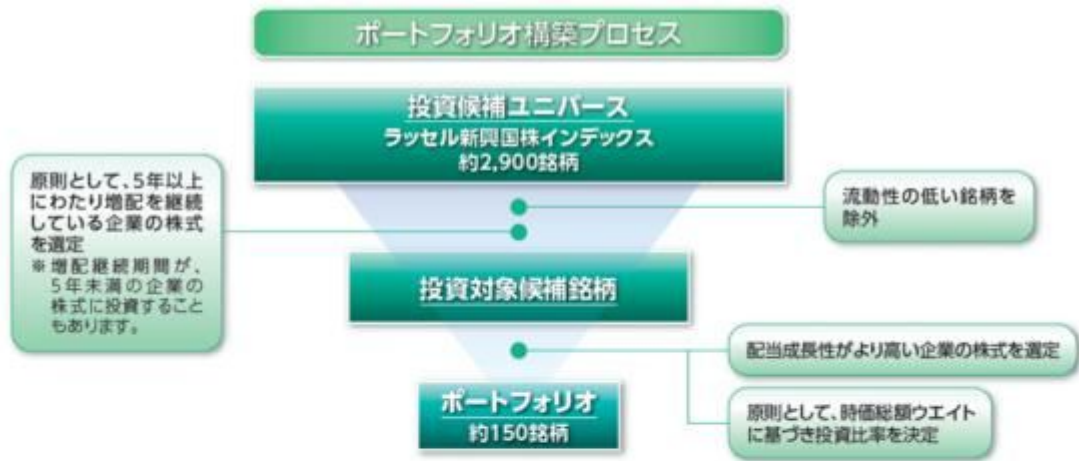 ポートフォリオ構築プロセス
投資候補ユニバース
ラッセル新興国株インデックス
約2,900銘柄
原則として、5年以上
にわたり増配を継続
している企業の株式
を選定
※増配継続期間が、
5年未満の企業の
株式に投資すること
もあります。
流動性の低い銘柄を
除外
投資対象候補銘柄
配当成長性がより高い企業の株式を選定
原則として、時価総額ウエイト
に基づき投資比率を決定
ポートフォリオ
約150銘柄